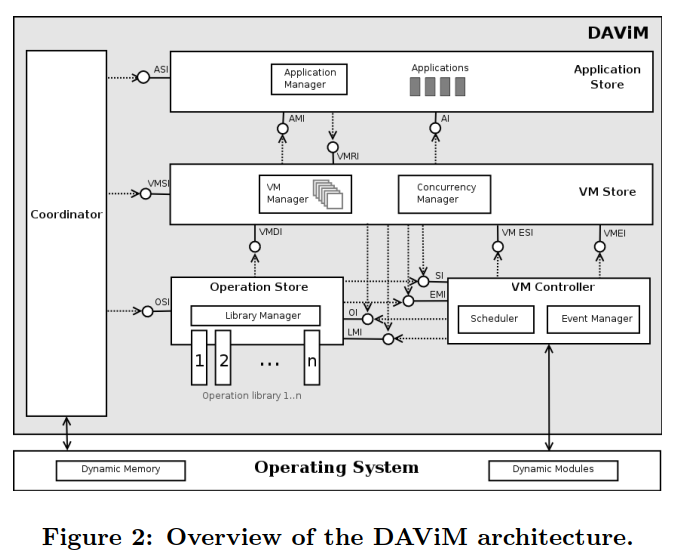 DAViM
ASI
Application
Manager
Applications
Application
Store
AMI
AI
VMRI
VMSI
VM
Manager
Concurrency
Manager
VM Store
Coordinator
VMDI
VM ESI
VMEI
Operation Store
SI
VM Controller
EMI
OSI
Library Manager
OI
Scheduler
Event Manager
LMI
1
2
...
n
Operation library 1..n
Dynamic Memory
Operating System
Dynamic Modules
Figure 2: Overview of the DAViM architecture.